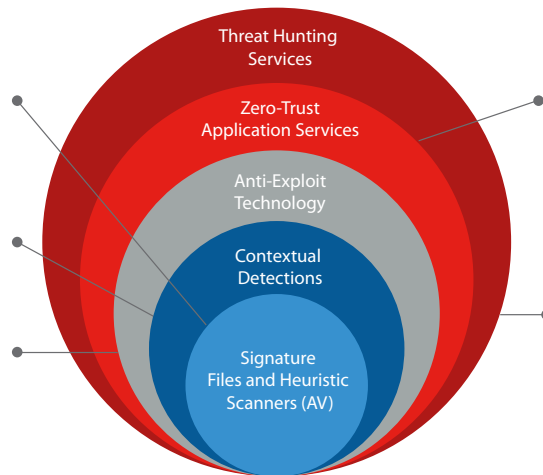 Threat Hunting
Services
Zero-Trust
Application Services
Anti-Exploit
Technology
Contextual
Detections
Signature
Files and Heuristic
Scanners (AV)